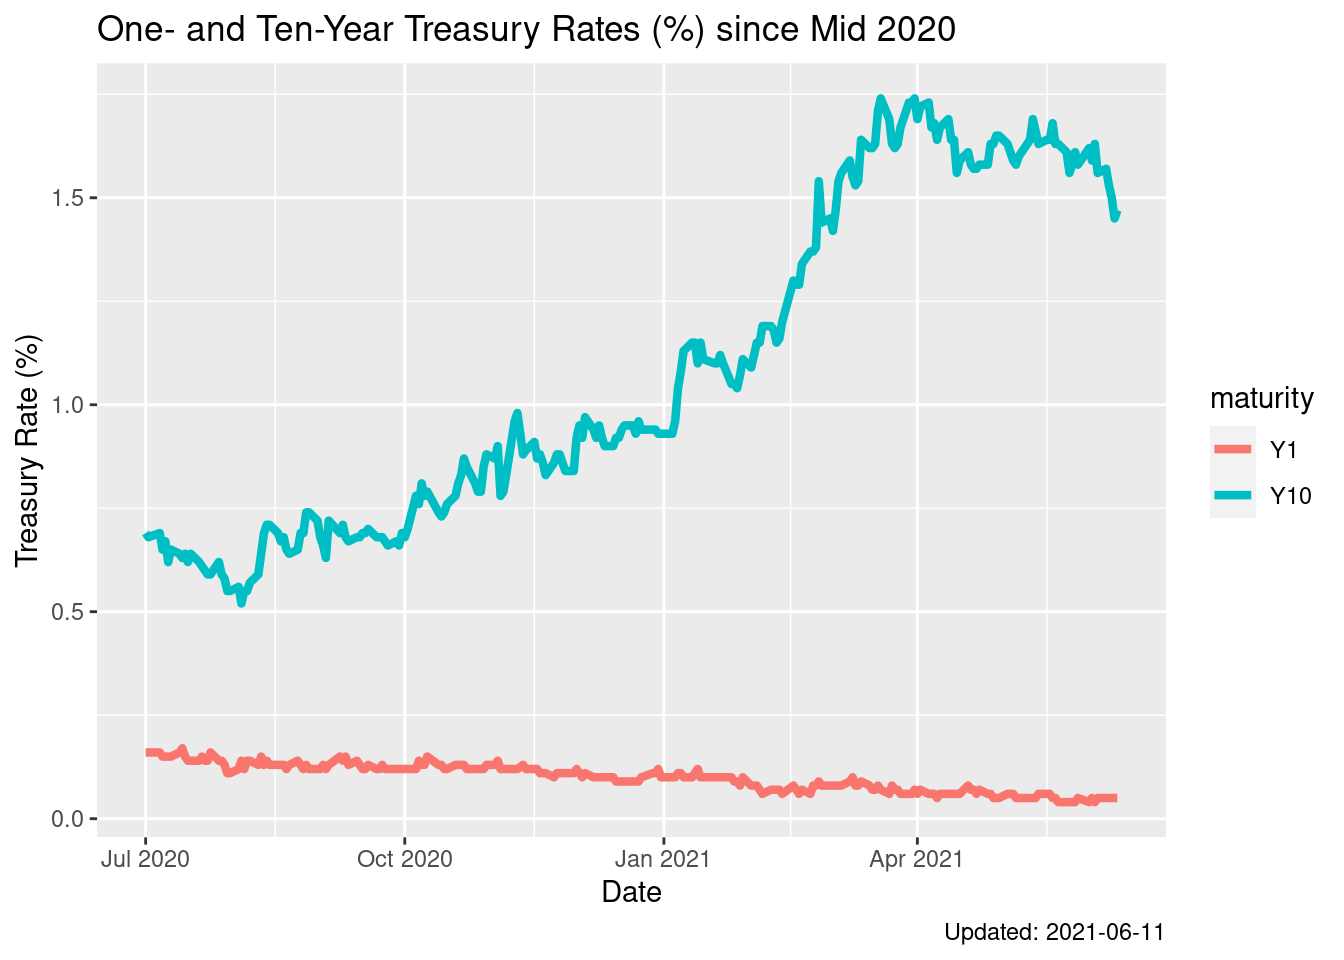 One- and Ten-Year Treasury Rates (%) since Mid 2020
Treasury Rate (%)
1.5
1.0
0.5
0.0
Jul 2020
Oct 2020
Jan 2021
Apr 2021
Date
maturity
Y1
Y10
Updated: 2021-06-11